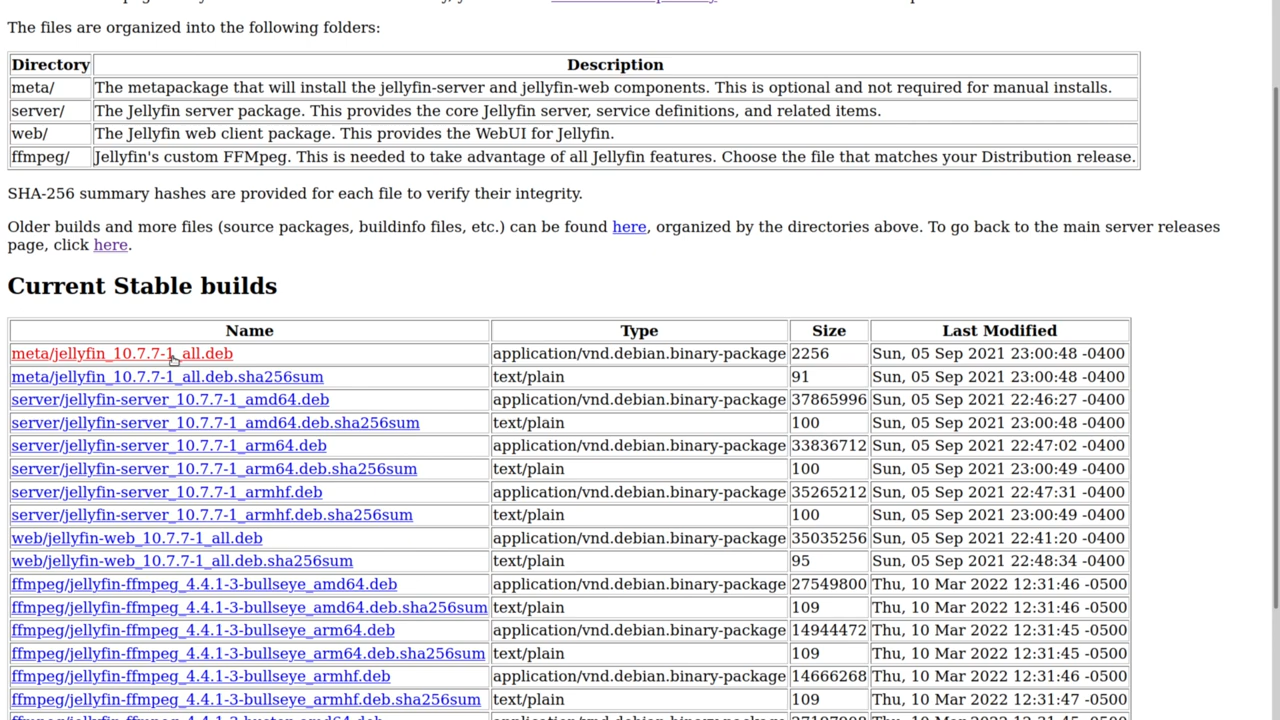 The files are organized into the following folders:
Directory Description
meta/ The metapackage that will install the jellyfin-server and jellyfin-web components. This is optional and not required for manual installs.
server/ The Jellyfin server package. This provides the core Jellyfin server, service definitions, and related items.
web/ The Jellyfin web client package. This provides the WebUI for Jellyfin.
ffmpeg/ Jellyfin's custom FFMpeg. This is needed to take advantage of all Jellyfin features. Choose the file that matches your Distribution release.
SHA-256 summary hashes are provided for each file to verify their integrity.
Older builds and more files (source packages, buildinfo files, etc.) can be found here, organized by the directories above. To go back to the main server releases
page, click here.
Current Stable builds
Name Type Size Last Modified
meta/jellyfin_10.7.7-1_all.deb application/vnd.debian.binary-package 2256 Sun, 05 Sep 2021 23:00:48 -0400
meta/jellyfin_10.7.7-1_all.deb.sha256sum text/plain 91 Sun, 05 Sep 2021 23:00:48 -0400
server/jellyfin-server_10.7.7-1_amd64.deb application/vnd.debian.binary-package 37865996 Sun, 05 Sep 2021 22:46:27 -0400
server/jellyfin-server_10.7.7-1_amd64.deb.sha256sum text/plain 100 Sun, 05 Sep 2021 23:00:48 -0400
server/jellyfin-server_10.7.7-1_arm64.deb application/vnd.debian.binary-package 33836712 Sun, 05 Sep 2021 22:47:02 -0400
server/jellyfin-server_10.7.7-1_arm64.deb.sha256sum text/plain 100 Sun, 05 Sep 2021 23:00:49 -0400
server/jellyfin-server_10.7.7-1_armhf.deb application/vnd.debian.binary-package 35265212 Sun, 05 Sep 2021 22:47:31 -0400
server/jellyfin-server_10.7.7-1_armhf.deb.sha256sum text/plain 100 Sun, 05 Sep 2021 23:00:49 -0400
web/jellyfin-web_10.7.7-1_all.deb application/vnd.debian.binary-package 35035256 Sun, 05 Sep 2021 22:41:20 -0400
web/jellyfin-web_10.7.7-1_all.deb.sha256sum text/plain 95 Sun, 05 Sep 2021 22:48:34 -0400
ffmpeg/jellyfin-ffmpeg_4.4.1-3-bullseye_amd64.deb application/vnd.debian.binary-package 27549800 Thu, 10 Mar 2022 12:31:46 -0500
ffmpeg/jellyfin-ffmpeg_4.4.1-3-bullseye_amd64.deb.sha256sum text/plain 109 Thu, 10 Mar 2022 12:31:46 -0500
ffmpeg/jellyfin-ffmpeg_4.4.1-3-bullseye_arm64.deb application/vnd.debian.binary-package 14944472 Thu, 10 Mar 2022 12:31:45 -0500
ffmpeg/jellyfin-ffmpeg_4.4.1-3-bullseye_arm64.deb.sha256sum text/plain 109 Thu, 10 Mar 2022 12:31:45 -0500
ffmpeg/jellyfin-ffmpeg_4.4.1-3-bullseye_armhf.deb application/vnd.debian.binary-package 14666268 Thu, 10 Mar 2022 12:31:46 -0500
ffmpeg/jellyfin-ffmpeg_4.4.1-3-bullseye_armhf.deb.sha256sum text/plain 109 Thu, 10 Mar 2022 12:31:47 -0500